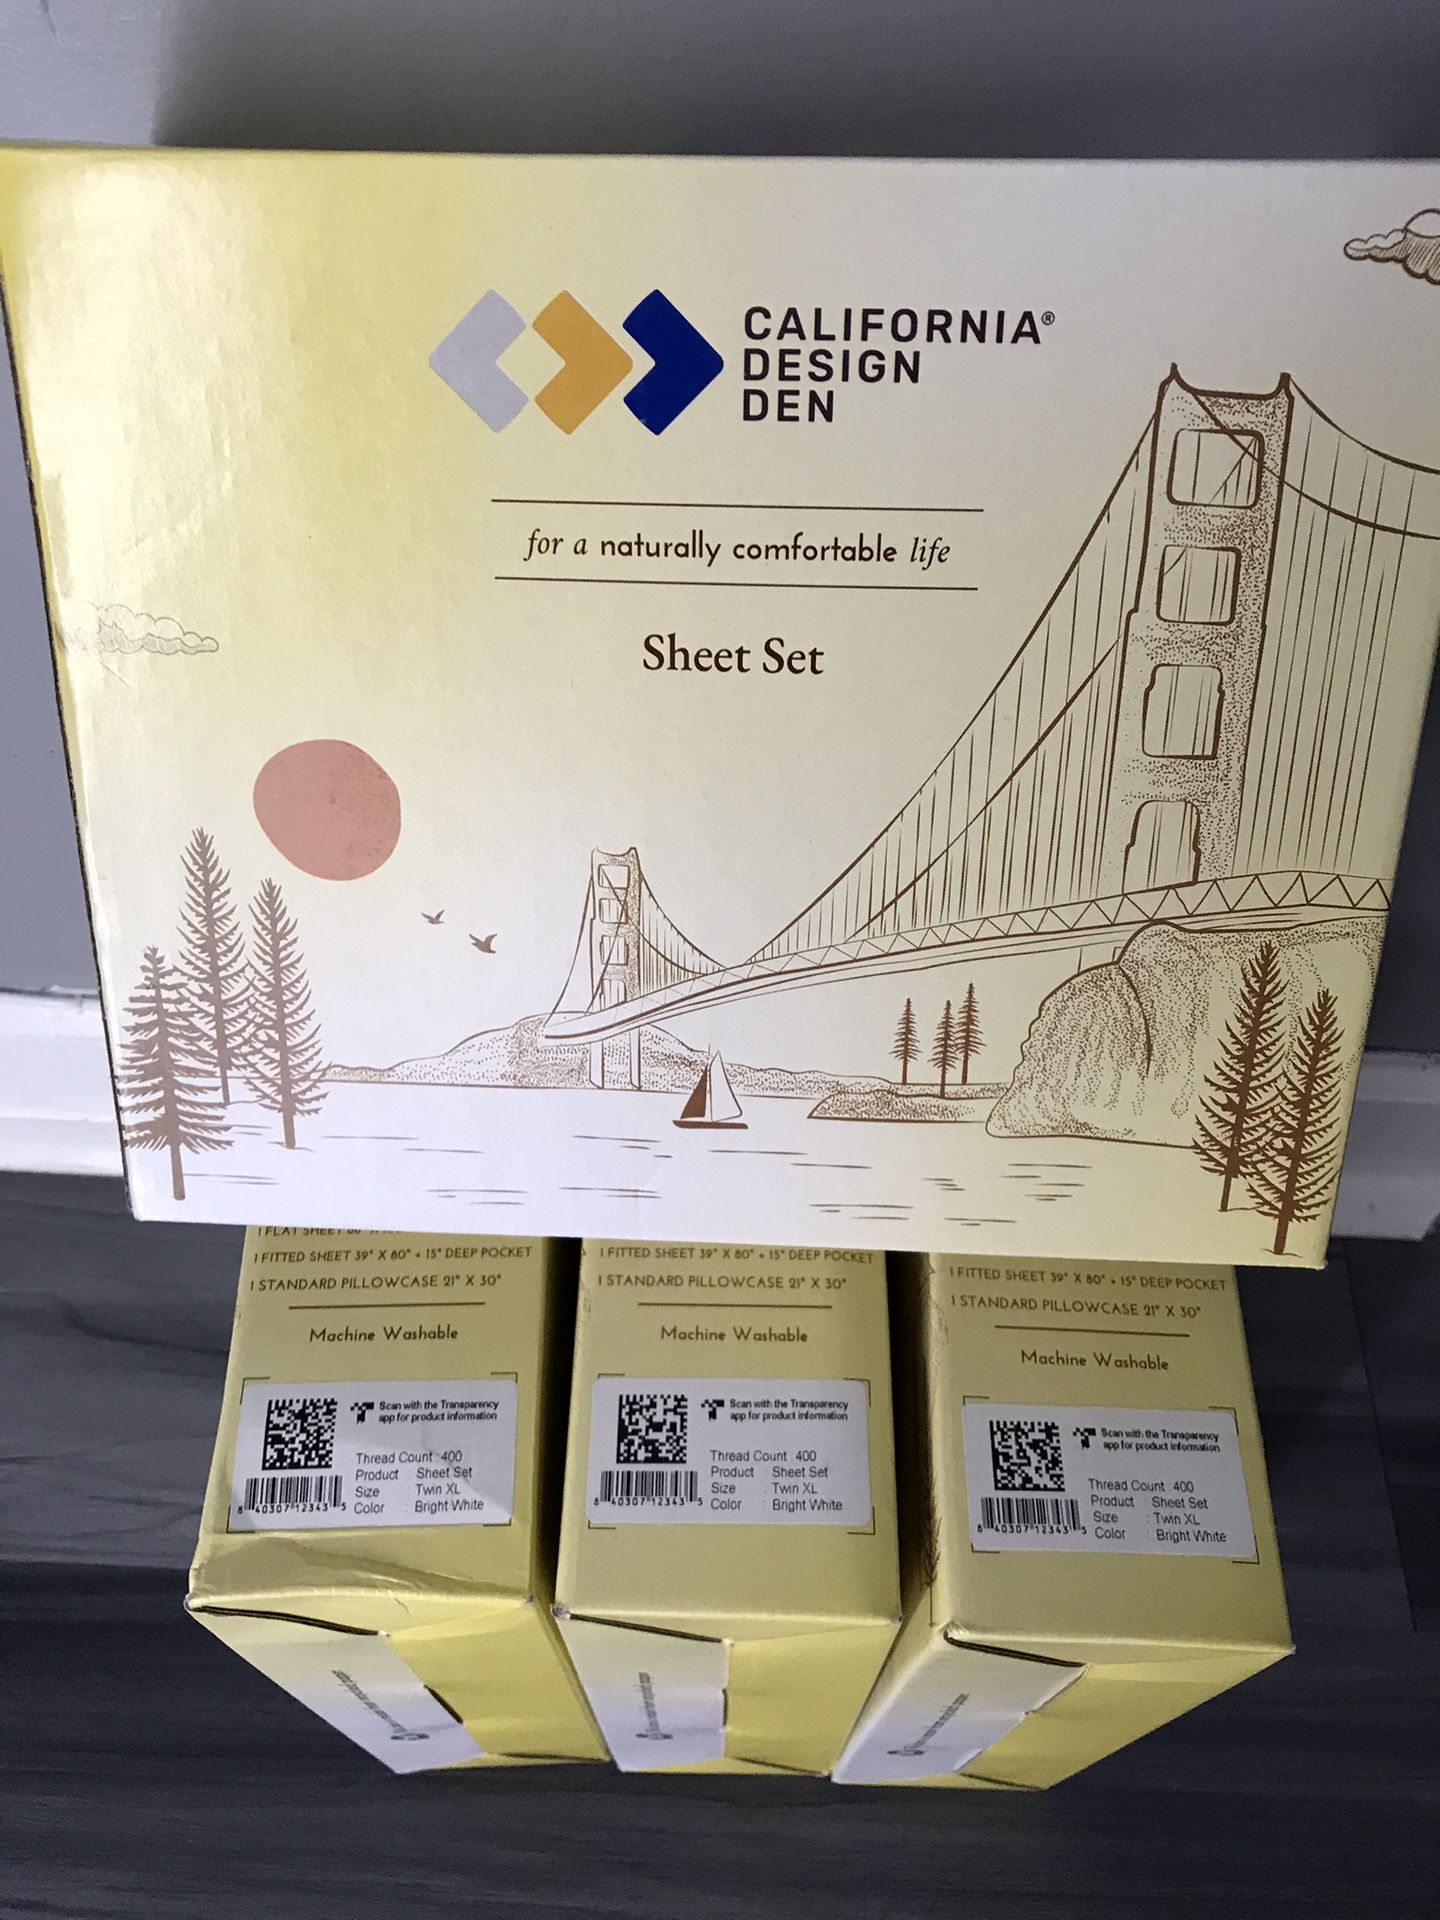 CALIFORNIA®
DESIGN
DEN
for a naturally comfortable life
Sheet Set
1 FLAT SHEET
1 FITTED SHEET 39" X 80" + 15" DEEP POCKET
1 STANDARD PILLOWCASE 21" X 30"
Machine Washable
Scan with the Transparency
app for product information
Thread Count : 400
Product : Sheet Set
Size : Twin XL
Color : Bright White
8 40307 12343 5
1 FITTED SHEET 39" X 80" + 15" DEEP POCKET
1 STANDARD PILLOWCASE 21" X 30"
Machine Washable
Scan with the Transparency
app for product information
Thread Count : 400
Product : Sheet Set
Size : Twin XL
Color : Bright White
8 40307 12343 5
1 FITTED SHEET 39" X 80" + 15" DEEP POCKET
1 STANDARD PILLOWCASE 21" X 30"
Machine Washable
Scan with the Transparency
app for product information
Thread Count : 400
Product : Sheet Set
Size : Twin XL
Color : Bright White
8 40307 12343 5